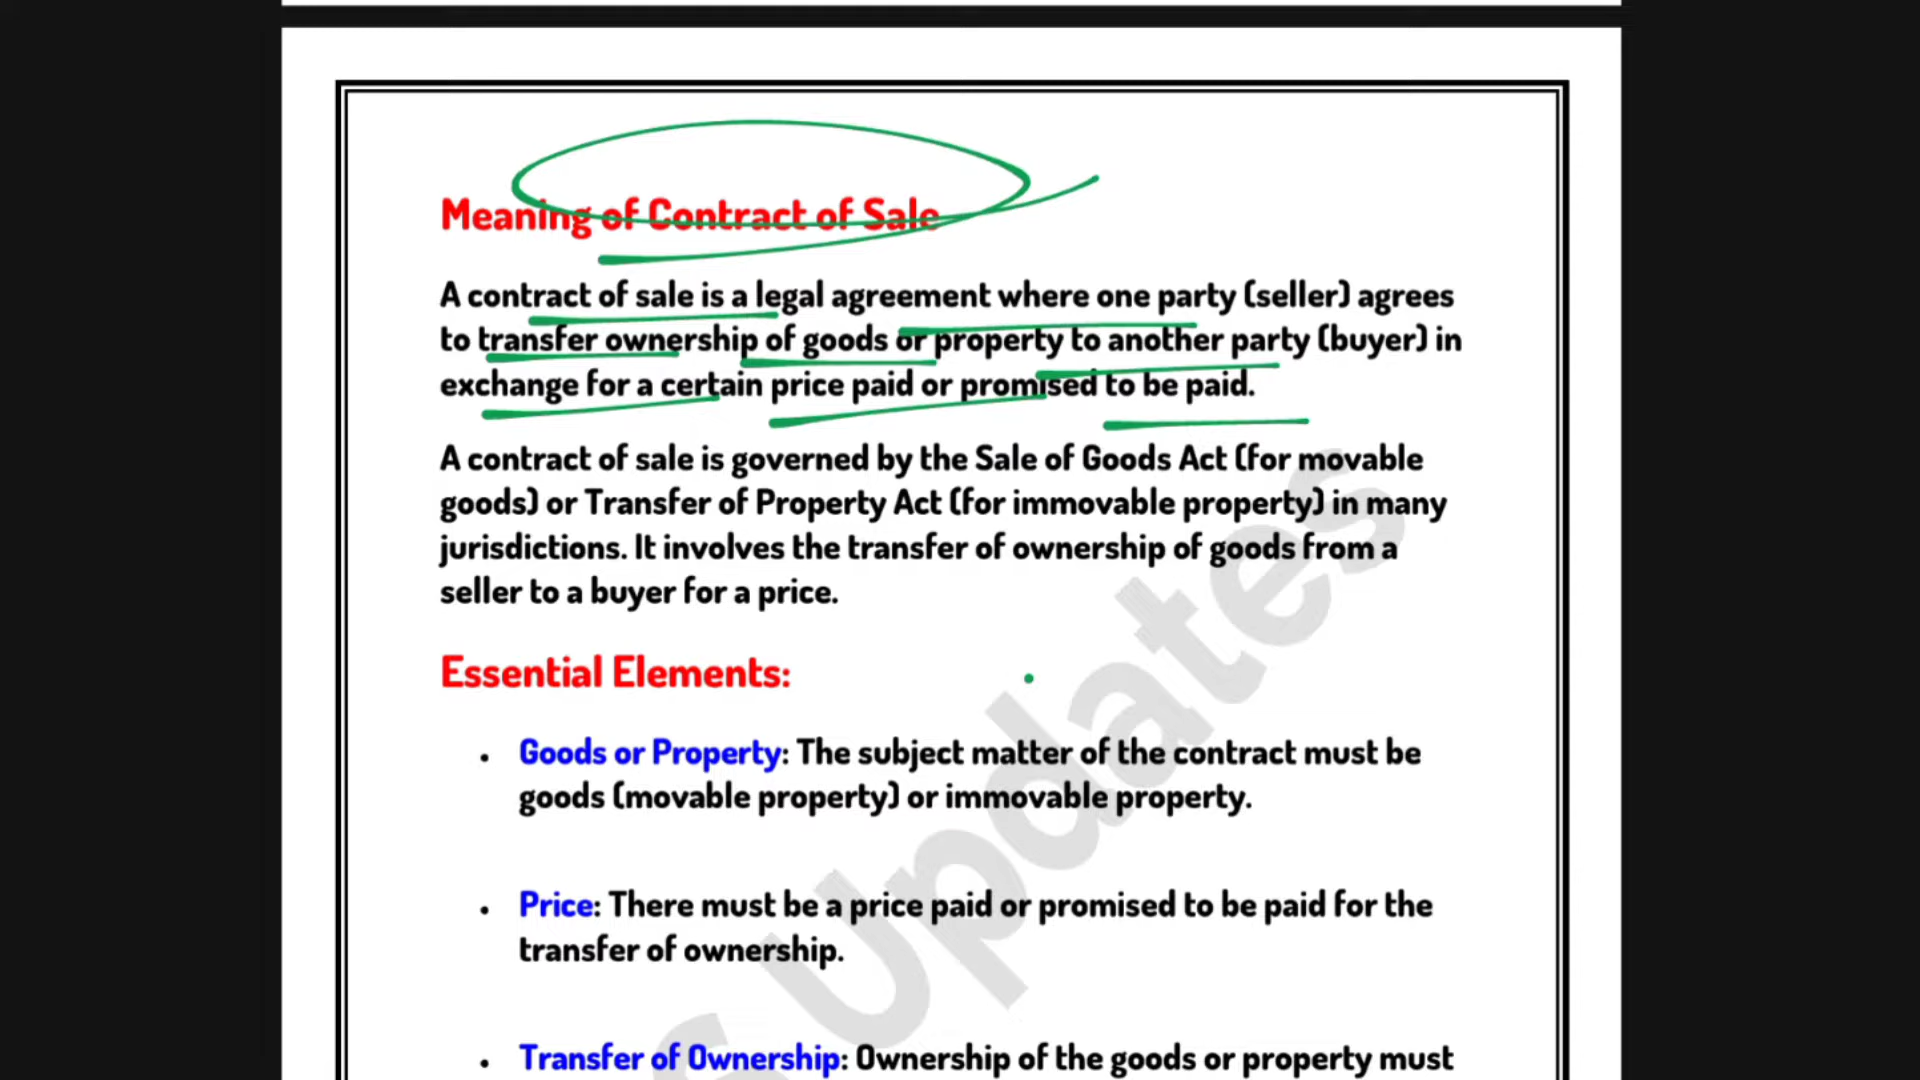 Meaning of Contract of Sale
A contract of sale is a legal agreement where one party (seller) agrees
to transfer ownership of goods or property to another party (buyer) in
exchange for a certain price paid or promised to be paid.
A contract of sale is governed by the Sale of Goods Act (for movable
goods) or Transfer of Property Act (for immovable property) in many
jurisdictions. It involves the transfer of ownership of goods from a
seller to a buyer for a price.
Essential Elements:
• Goods or Property: The subject matter of the contract must be
goods (movable property) or immovable property.
• Price: There must be a price paid or promised to be paid for the
transfer of ownership.
• Transfer of Ownership: Ownership of the goods or property must
Updates